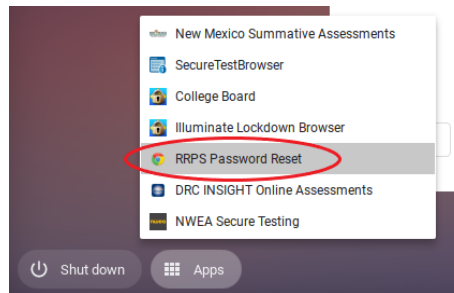 New Mexico Summative Assessments
SecureTestBrowser
College Board
Illuminate Lockdown Browser
RRPS Password Reset
DRC INSIGHT Online Assessments
NWEA Secure Testing
Shut down
Apps